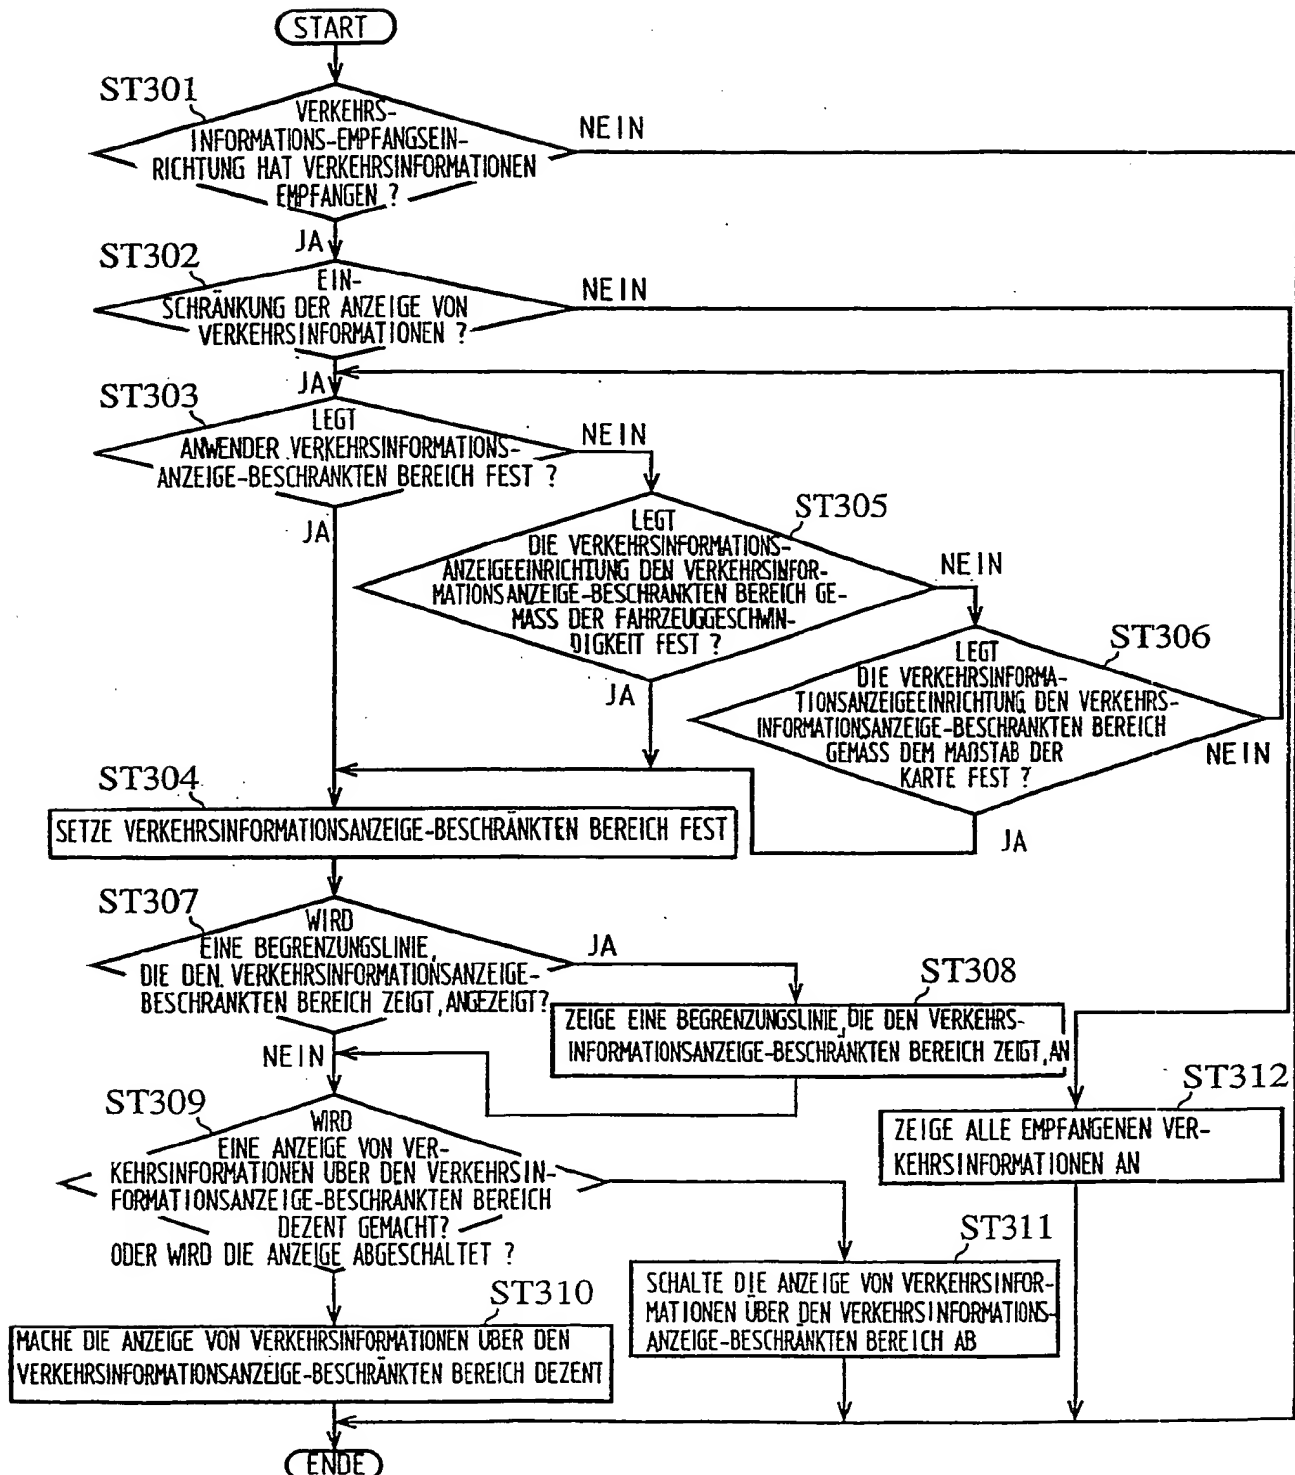 START
ST301
VERKEHRS-
INFORMATIONS-EMPFANGSEIN-
RICHTUNG HAT VERKEHRSINFORMATIONEN
EMPFANGEN ?
NEIN
JA
ST302
EIN-
SCHRÄNKUNG DER ANZEIGE VON
VERKEHRSINFORMATIONEN ?
NEIN
JA
ST303
LEGT
ANWENDER VERKEHRSINFORMATIONS-
ANZEIGE-BESCHRANKTEN BEREICH FEST ?
NEIN
JA
ST305
LEGT
DIE VERKEHRSINFORMATIONS-
ANZEIGEEINRICHTUNG DEN VERKEHRSINFOR-
MATIONSANZEIGE-BESCHRANKTEN BEREICH GE-
MASS DER FAHRZEUGGESCHWIN-
DIGKEIT FEST ?
NEIN
JA
ST306
LEGT
DIE VERKEHRSINFORMA-
TIONSANZEIGEEINRICHTUNG DEN VERKEHRS-
INFORMATIONSANZEIGE-BESCHRANKTEN BEREICH
GEMÄSS DEM MAßSTAB DER
KARTE FEST ?
NEIN
JA
ST304
SETZE VERKEHRSINFORMATIONSANZEIGE-BESCHRÄNKTEN BEREICH FEST
ST307
WIRD
EINE BEGRENZUNGSLINIE,
DIE DEN VERKEHRSINFORMATIONSANZEIGE-
BESCHRANKTEN BEREICH ZEIGT, ANGEZEIGT?
JA
NEIN
ST308
ZEIGE EINE BEGRENZUNGSLINIE, DIE DEN VERKEHRS-
INFORMATIONSANZEIGE-BESCHRÄNKTEN BEREICH ZEIGT, AN
ST309
WIRD
EINE ANZEIGE VON VER-
KEHRSINFORMATIONEN UBER DEN VERKEHRSIN-
FORMATIONSANZEIGE-BESCHRANKTEN BEREICH
DEZENT GEMACHT?
ODER WIRD DIE ANZEIGE ABGESCHALTET ?
ST312
ZEIGE ALLE EMPFANGENEN VER-
KEHRSINFORMATIONEN AN
ST311
SCHALTE DIE ANZEIGE VON VERKEHRSINFOR-
MATIONEN ÜBER DEN VERKEHRSINFORMATIONS-
ANZEIGE-BESCHRÄNKTEN BEREICH AB
ST310
MACHE DIE ANZEIGE VON VERKEHRSINFORMATIONEN UBER DEN
VERKEHRSINFORMATIONSANZEIGE-BESCHRÄNKTEN BEREICH DEZENT
ENDE